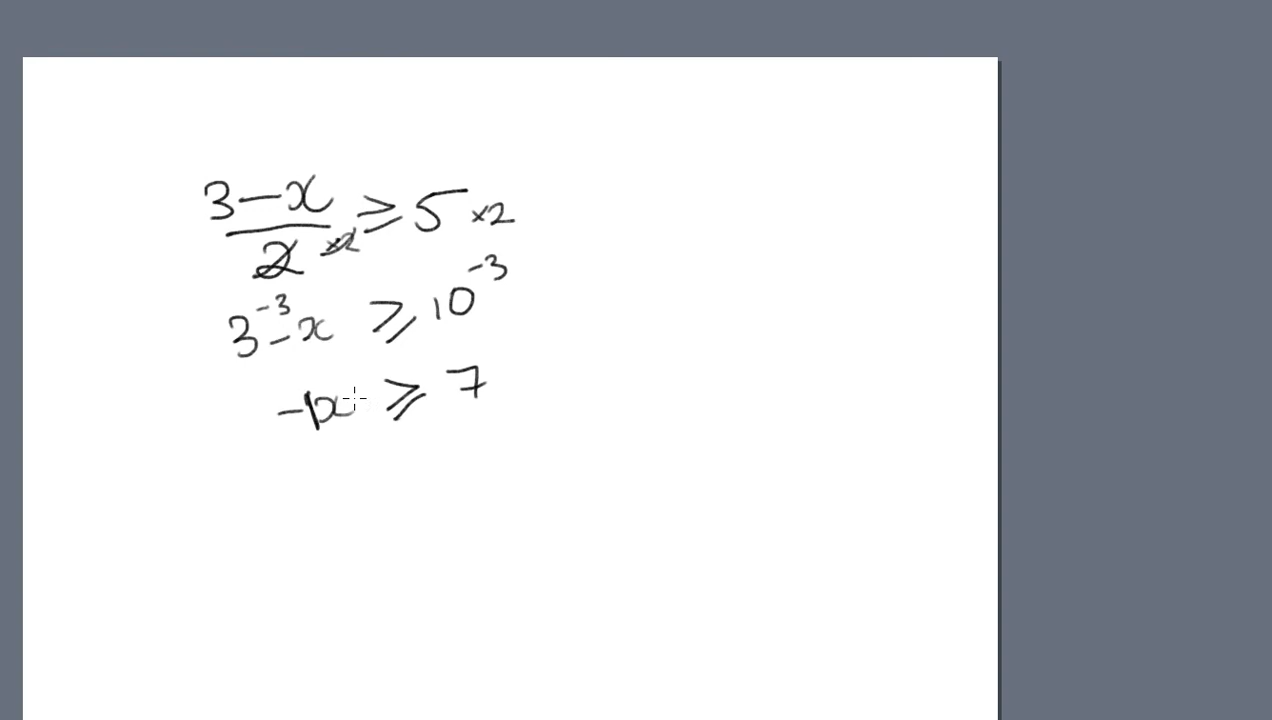 3-x/2 ×2 ≥ 5 ×2
3 -3 -x ≥ 10 -3
-1x ≥ 7